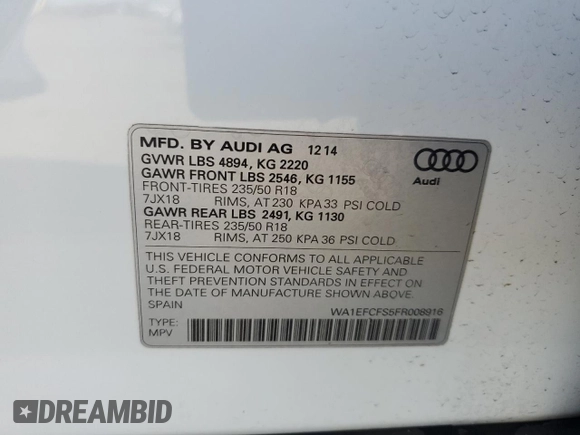 MFD. BY AUDI AG 12 14
GVWR LBS 4894, KG 2220
GAWR FRONT LBS 2546, KG 1155
FRONT-TIRES 235/50 R18
7JX18 RIMS, AT 230 KPA 33 PSI COLD
GAWR REAR LBS 2491, KG 1130
REAR-TIRES 235/50 R18
7JX18 RIMS, AT 250 KPA 36 PSI COLD
Audi
THIS VEHICLE CONFORMS TO ALL APPLICABLE
U.S. FEDERAL MOTOR VEHICLE SAFETY AND
THEFT PREVENTION STANDARDS IN EFFECT ON
THE DATE OF MANUFACTURE SHOWN ABOVE.
SPAIN
WA1EFCFS5FR008916
TYPE:
MPV
DREAMBID